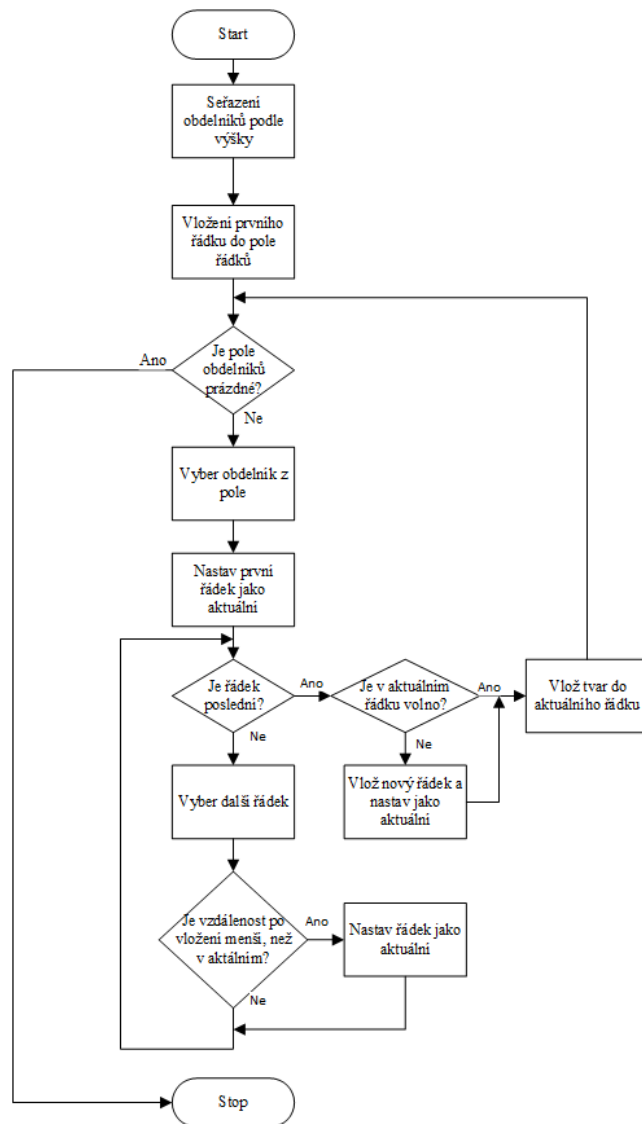 Start
Seřazení
obdelníků podle
výšky
Vložení prvního
řádku do pole
řádků
Ano
Je pole
obdelníků
prázdné?
Ne
Vyber obdelník z
pole
Nastav první
řádek jako
aktuální
Je řádek
poslední?
Ano
Je v aktuálním
řádku volno?
Ano
Vlož tvar do
aktuálního řádku
Ne
Ne
Vyber další řádek
Vlož nový řádek a
nastav jako
aktuální
Je vzdálenost po
vložení menší, než
v aktálním?
Ano
Nastav řádek jako
aktuální
Ne
Stop